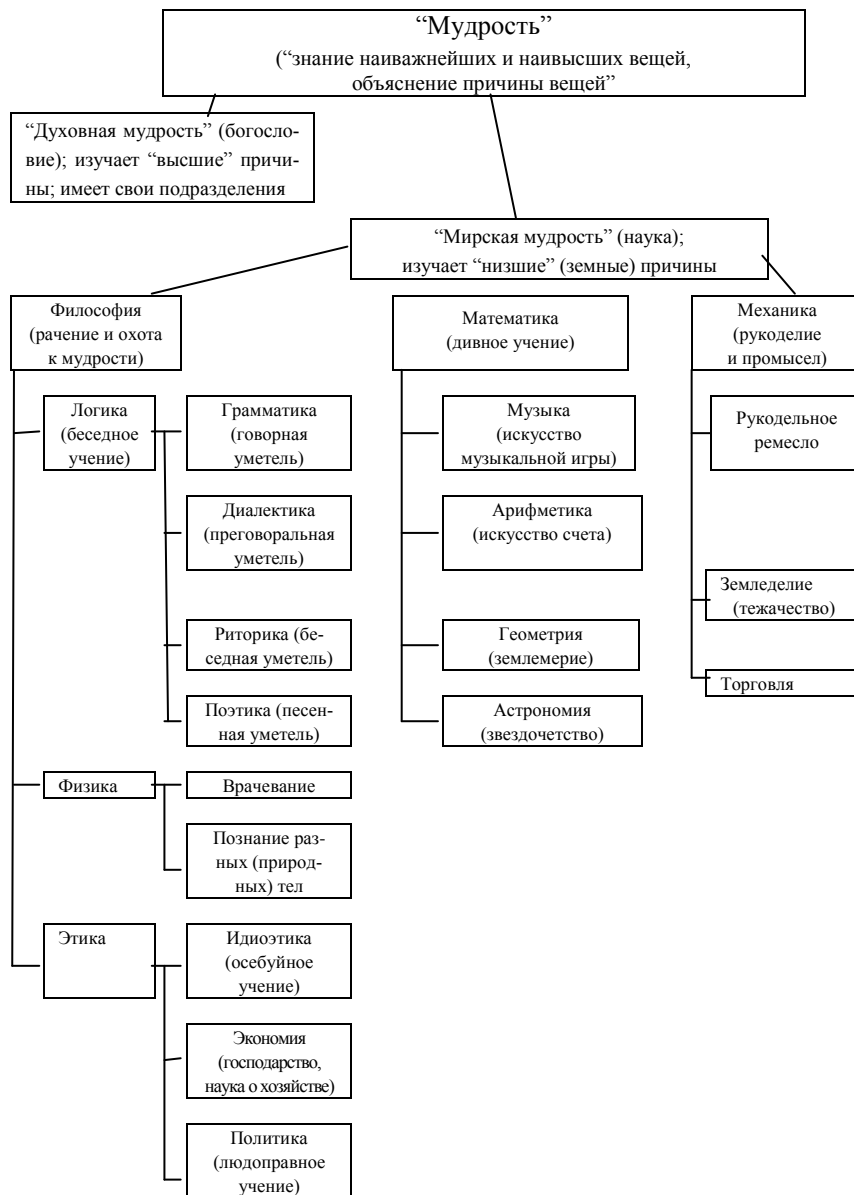 “Мудрость”
(“знание наиважнейших и наивысших вещей,
объяснение причины вещей”
“Духовная мудрость” (богосло-
вие); изучает “высшие” причи-
ны; имеет свои подразделения
“Мирская мудрость” (наука);
изучает “низшие” (земные) причины
Философия
(рачение и охота
к мудрости)
Математика
(дивное учение)
Механика
(рукоделие
и промысел)
Логика
(беседное
учение)
Грамматика
(говорная
уметель)
Музыка
(искусство
музыкальной игры)
Рукодельное
ремесло
Диалектика
(преговоральная
уметель)
Арифметика
(искусство счета)
Земледелие
(тежачество)
Риторика (бе-
седная уметель)
Геометрия
(землемерие)
Торговля
Поэтика (песен-
ная уметель)
Астрономия
(звездочетство)
Физика
Врачевание
Познание раз-
ных (природ-
ных) тел
Этика
Идиоэтика
(осебуйное
учение)
Экономия
(господарство,
наука о хозяйстве)
Политика
(людоправное
учение)